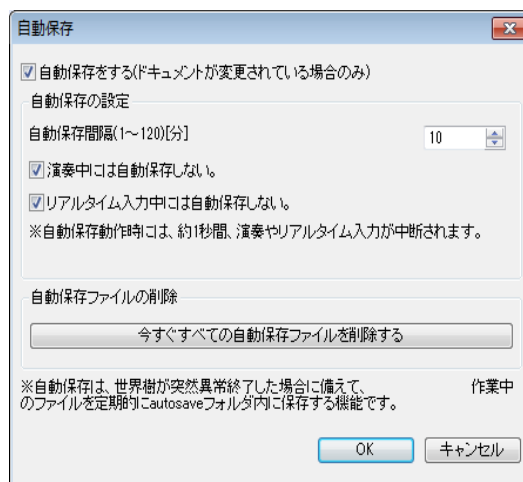 自動保存
自動保存をする(ドキュメントが変更されている場合のみ)
自動保存の設定
自動保存間隔(1～120)[分]
10
演奏中には自動保存しない。
リアルタイム入力中には自動保存しない。
※自動保存動作時には、約1秒間、演奏やリアルタイム入力が中断されます。
自動保存ファイルの削除
今すぐすべての自動保存ファイルを削除する
※自動保存は、世界樹が突然異常終了した場合に備えて、 作業中
のファイルを定期的にautosaveフォルダ内に保存する機能です。
OK キャンセル